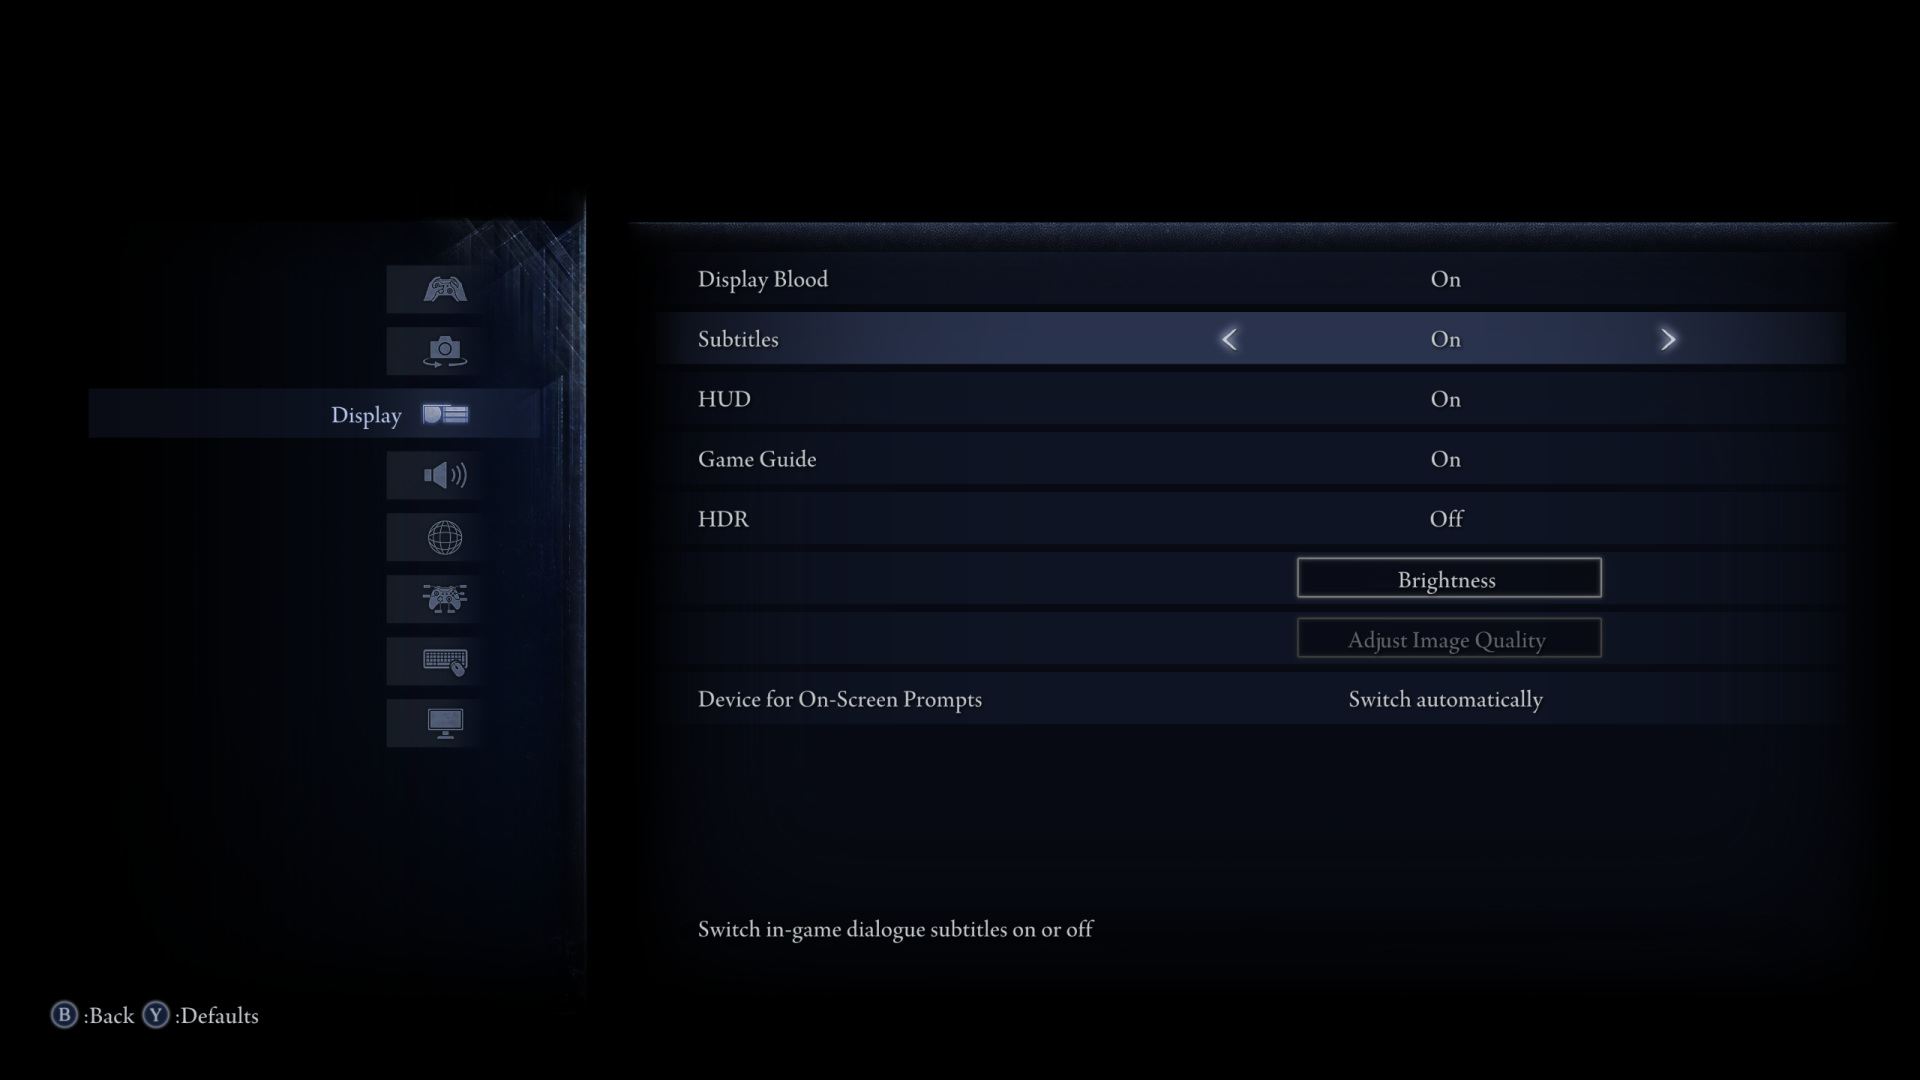 Display
Display Blood On
Subtitles On
HUD On
Game Guide On
HDR Off
Brightness
Adjust Image Quality
Device for On-Screen Prompts Switch automatically
Switch in-game dialogue subtitles on or off
B :Back Y :Defaults